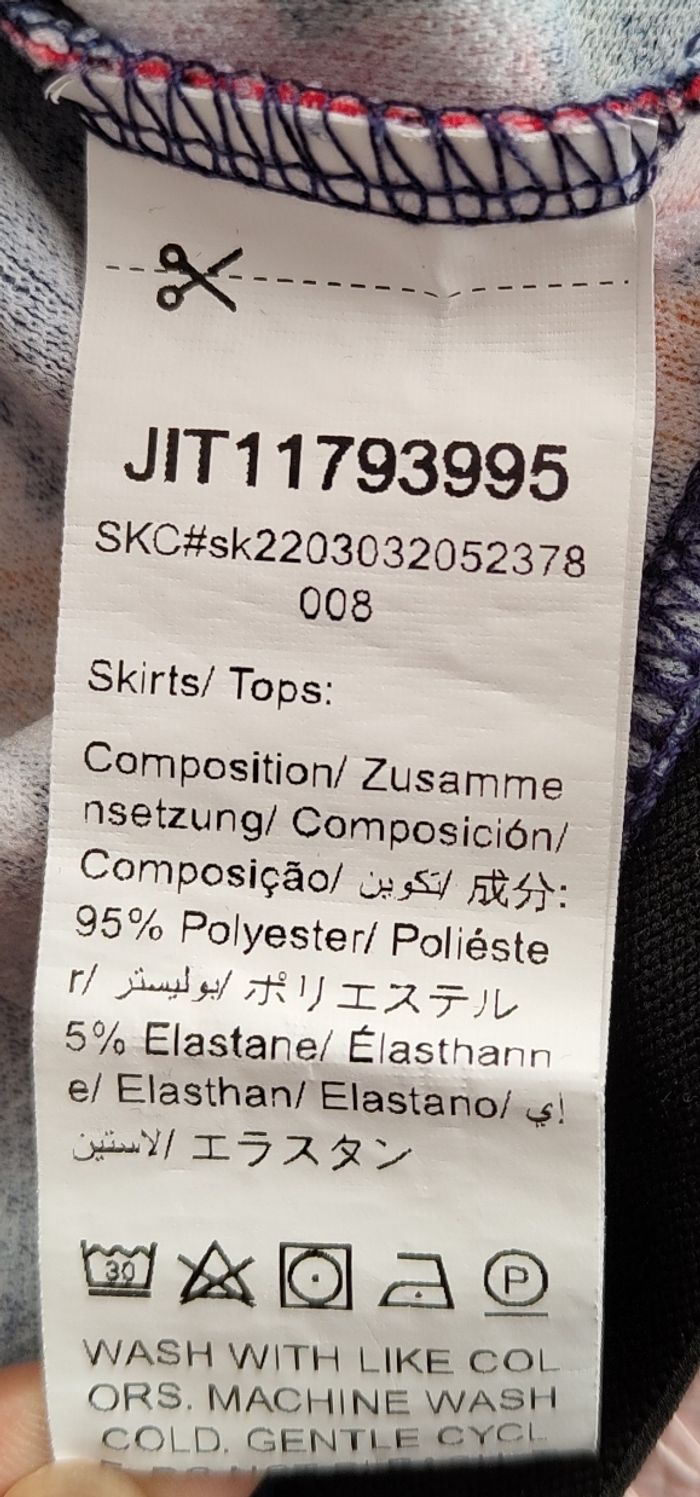 JIT11793995
SKC#sk2203032052378
008
Skirts/ Tops:
Composition/ Zusamme
nsetzung/ Composición/
Composição/ تكوين/ 成分:
95% Polyester/ Poliéste
r/ بوليستر/ ポリエステル
5% Elastane/ Élasthann
e/ Elasthan/ Elastano/ إي
لاستين/ エラスタン
30 P
WASH WITH LIKE COL
ORS. MACHINE WASH
COLD. GENTLE CYCL